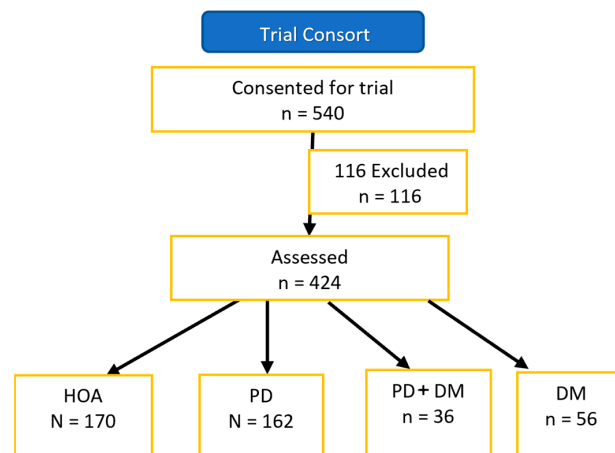 Trial Consort
Consented for trial
n = 540
116 Excluded
n = 116
Assessed
n = 424
HOA
N = 170
PD
N = 162
PD + DM
n = 36
DM
n = 56